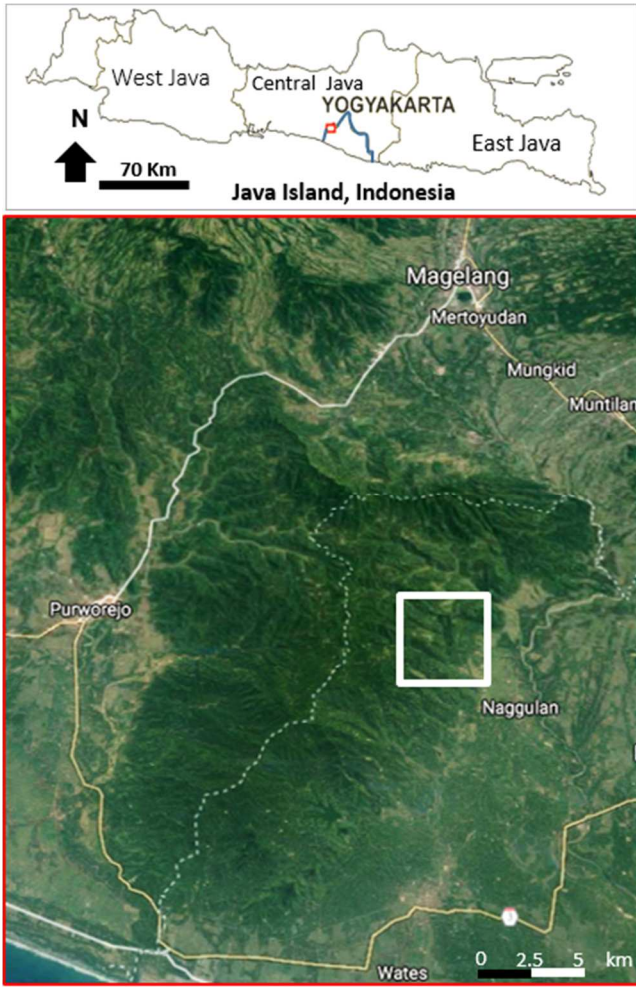 West Java
Central Java
YOGYAKARTA
East Java
N
70 Km
Java Island, Indonesia
Magelang
Mertoyudan
Mungkid
Muntilan
Purworejo
Naggulan
Wates
0 2.5 5 km